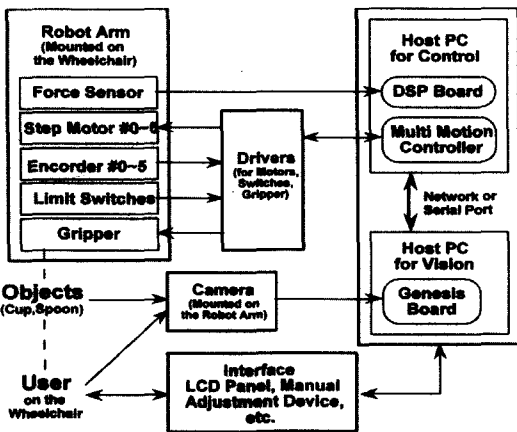 Robot Arm
(Mounted on
the Wheelchair)
Force Sensor
Step Motor #0~6
Encorder #0~5
Limit Switches
Gripper
Drivers
(for Motors,
Switches,
Gripper)
Host PC
for Control
DSP Board
Multi Motion
Controller
Network or
Serial Port
Host PC
for Vision
Genesis
Board
Objects
(Cup,Spoon)
Camera
(Mounted on
the Robot Arm)
User
on the
Wheelchair
Interface
LCD Panel, Manual
Adjustment Device,
etc.